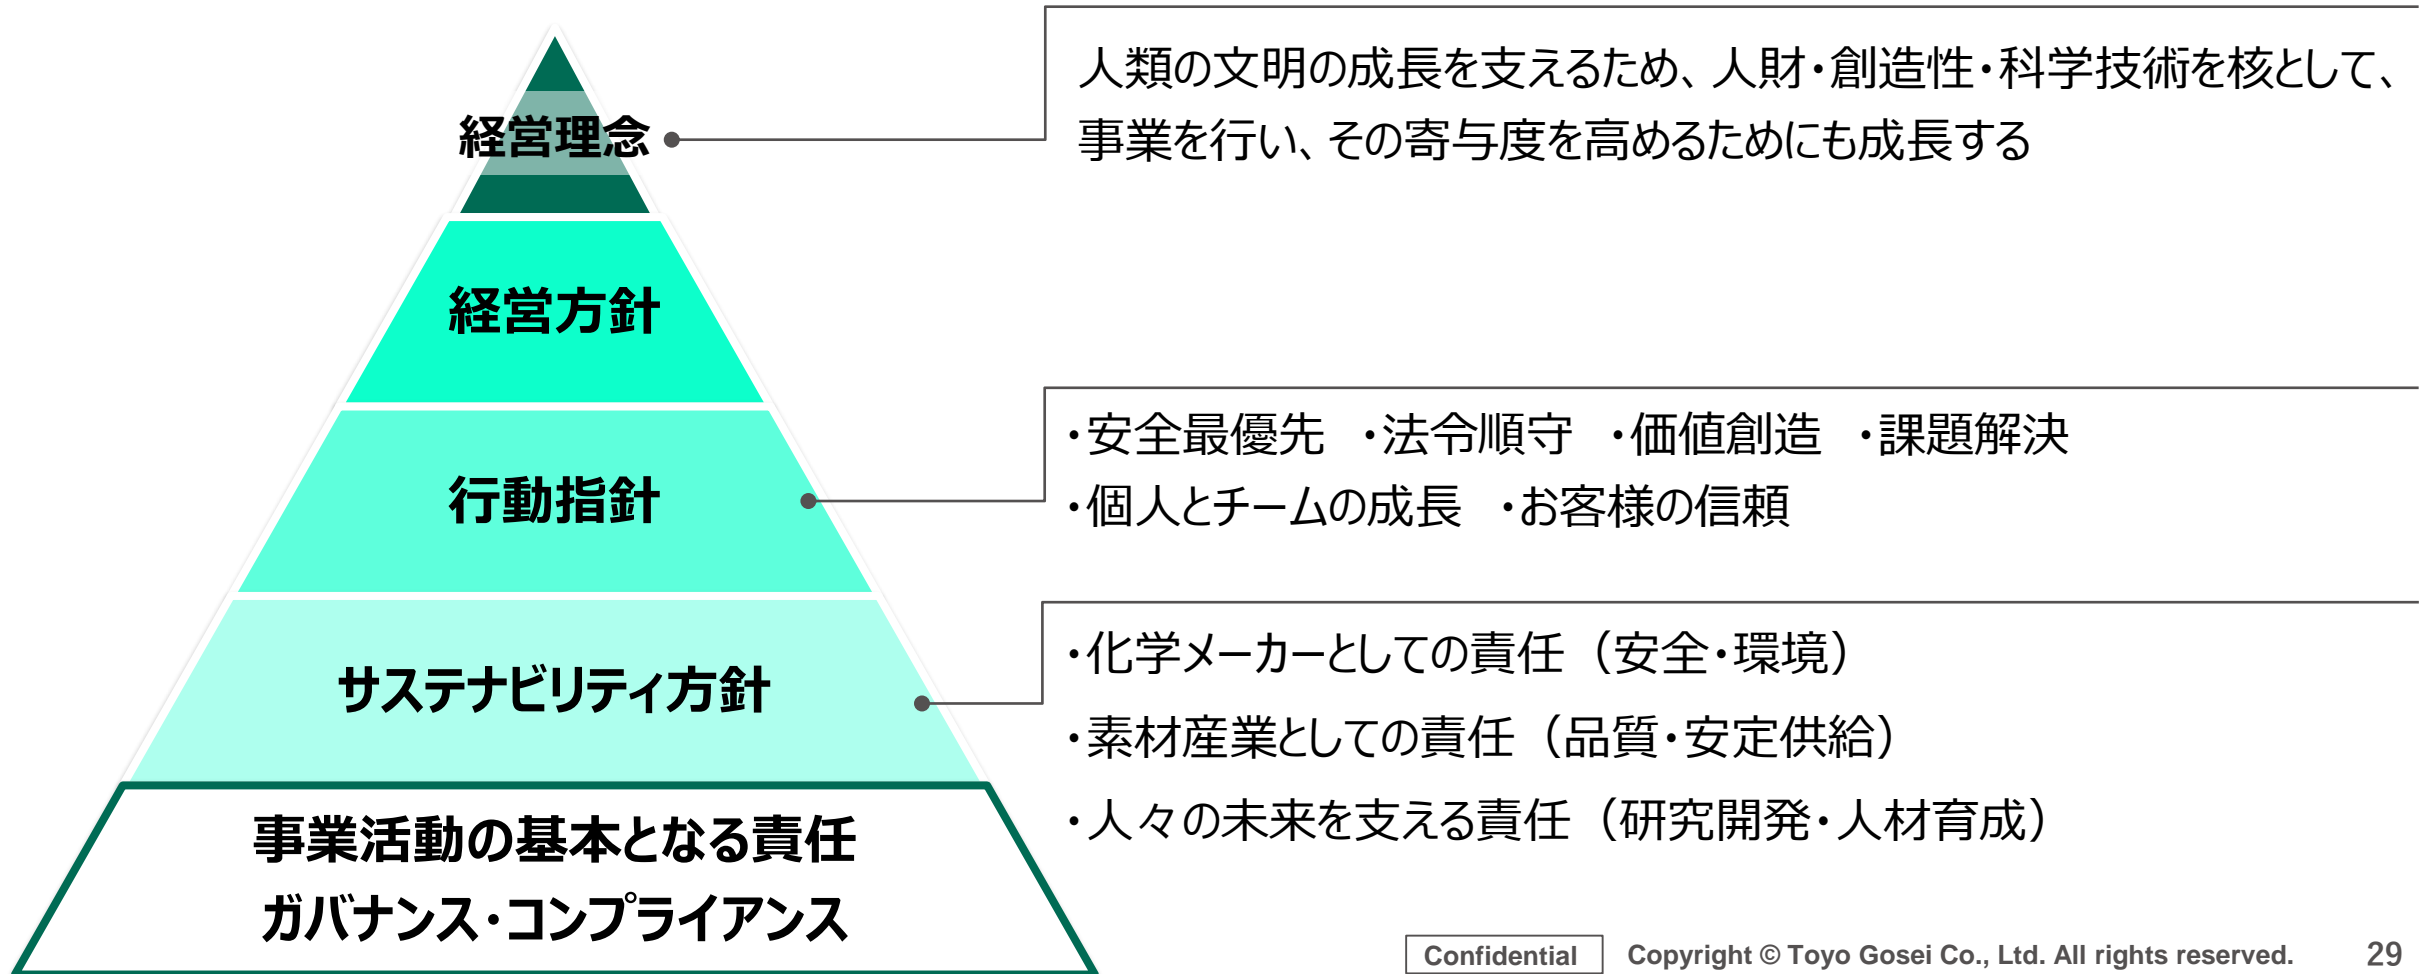 経営理念
人類の文明の成長を支えるため、人財・創造性・科学技術を核として、
事業を行い、その寄与度を高めるためにも成長する
経営方針
行動指針
・安全最優先　・法令順守　・価値創造　・課題解決
・個人とチームの成長　・お客様の信頼
サステナビリティ方針
・化学メーカーとしての責任（安全・環境）
・素材産業としての責任（品質・安定供給）
・人々の未来を支える責任（研究開発・人材育成）
事業活動の基本となる責任
ガバナンス・コンプライアンス
Confidential Copyright © Toyo Gosei Co., Ltd. All rights reserved. 29